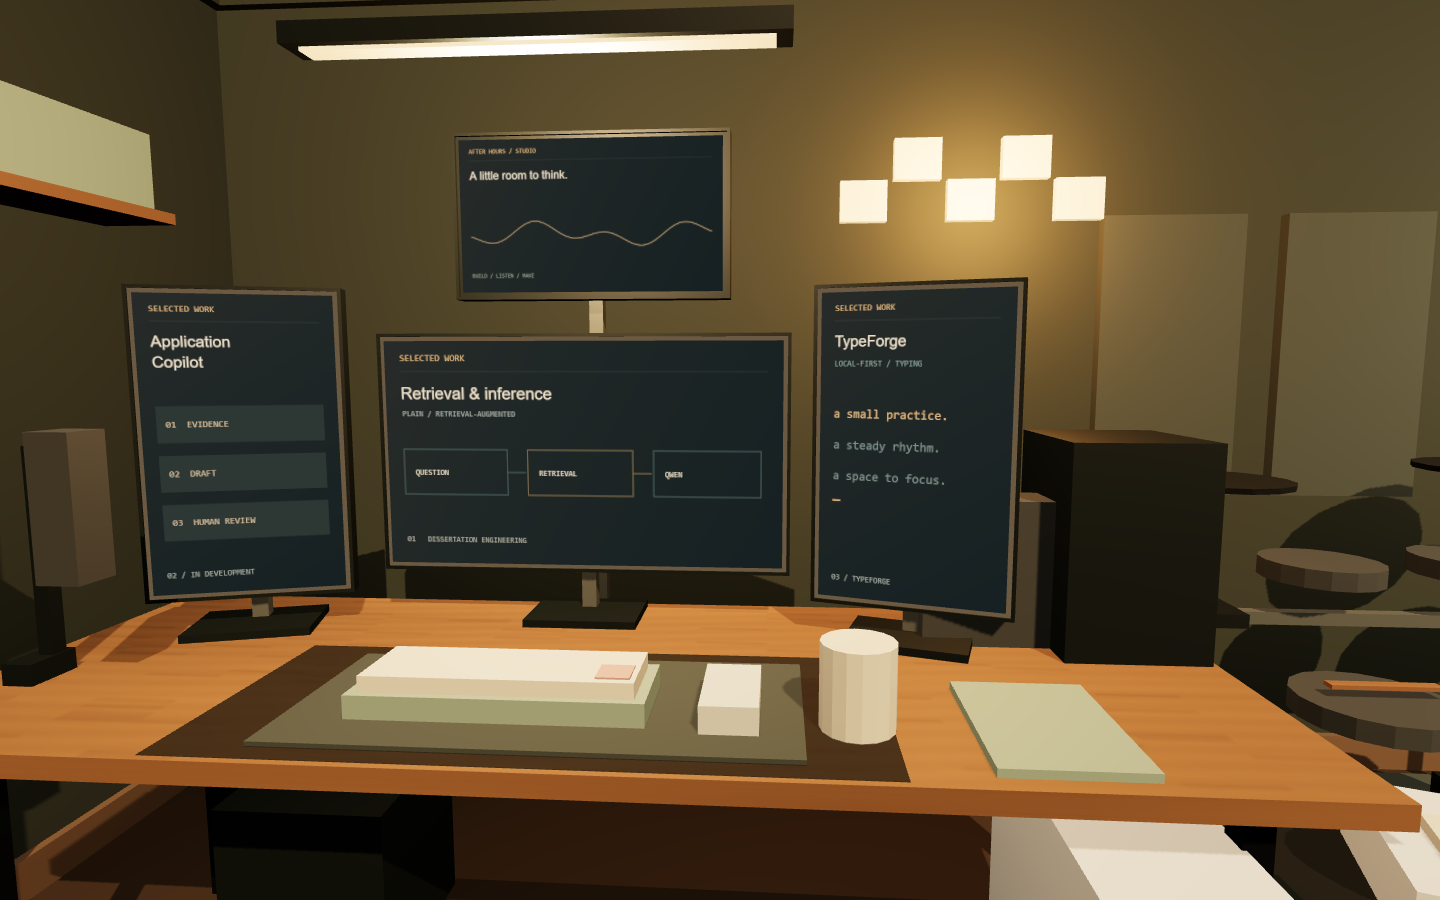 AFTER HOURS / STUDIO
A little room to think.
BUILD / LISTEN / MAKE
SELECTED WORK
Application
Copilot
01 EVIDENCE
02 DRAFT
03 HUMAN REVIEW
02 / IN DEVELOPMENT
SELECTED WORK
Retrieval & inference
PLAIN / RETRIEVAL-AUGMENTED
QUESTION
RETRIEVAL
QWEN
01 DISSERTATION ENGINEERING
SELECTED WORK
TypeForge
LOCAL-FIRST / TYPING
a small practice.
a steady rhythm.
a space to focus.
03 / TYPEFORGE